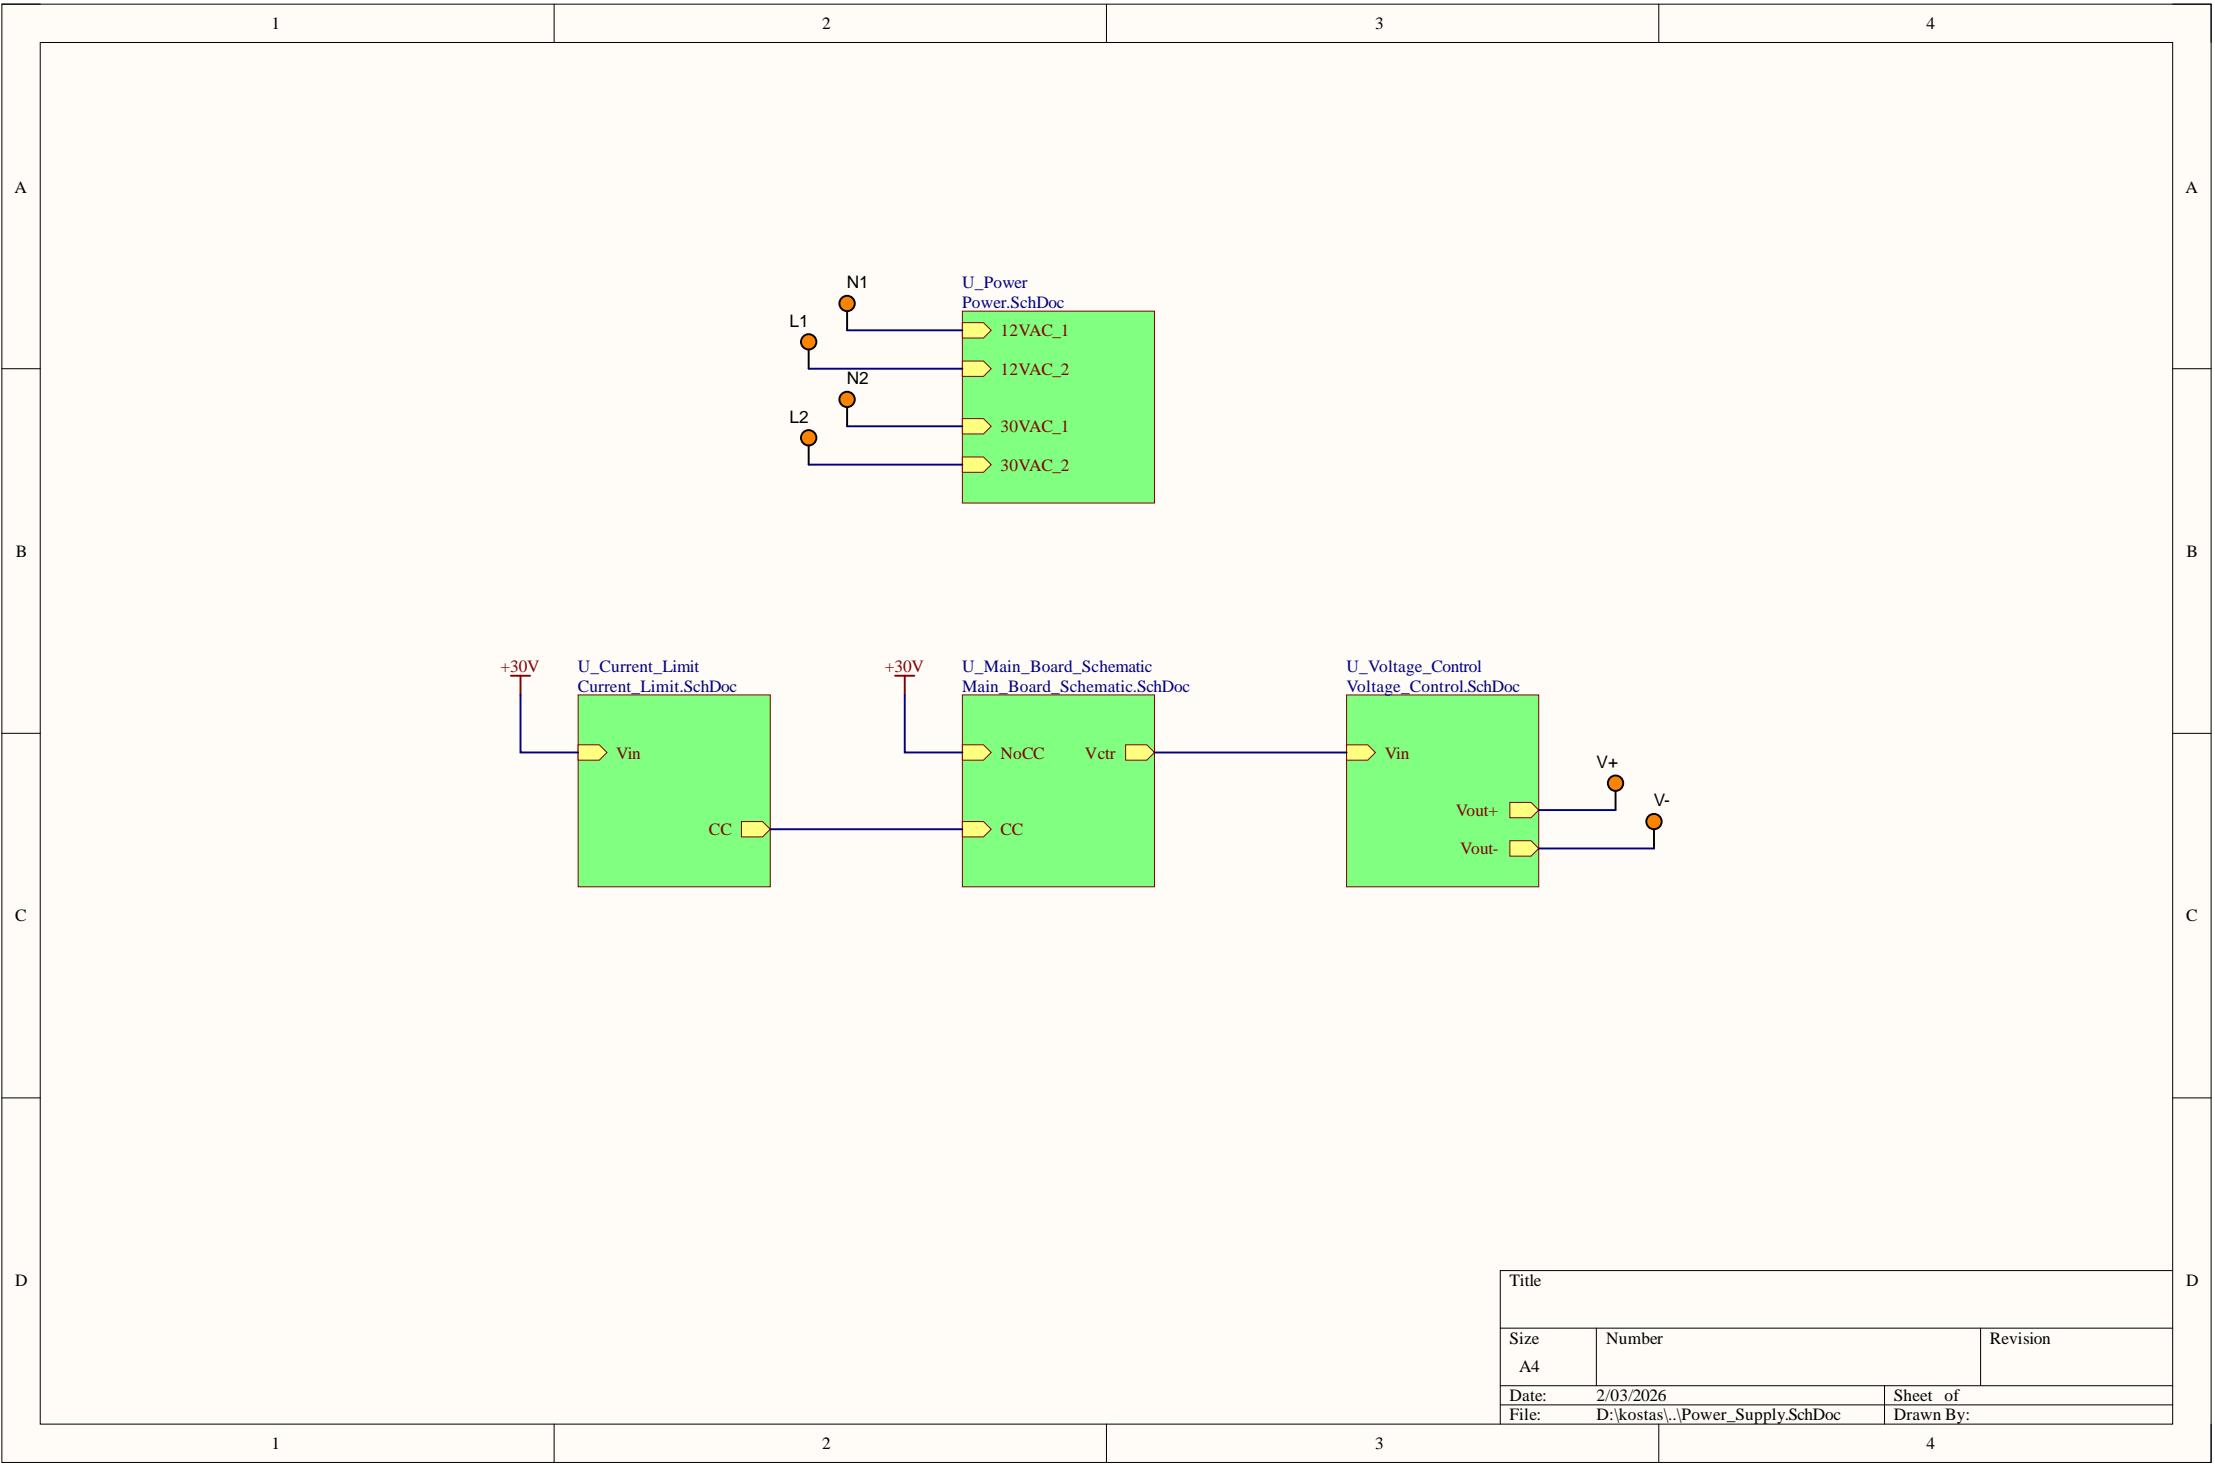 1 2 3 4
A A
N1
U_Power
Power.SchDoc
L1
12VAC_1
12VAC_2
N2
L2
30VAC_1
30VAC_2
B B
+30V
U_Current_Limit
Current_Limit.SchDoc
Vin
CC
+30V
U_Main_Board_Schematic
Main_Board_Schematic.SchDoc
NoCC Vctr
CC
U_Voltage_Control
Voltage_Control.SchDoc
Vin
Vout+
Vout-
V+
V-
C C
D D
Title
Size Number Revision
A4
Date: 2/03/2026 Sheet of
File: D:\kostas\..\Power_Supply.SchDoc Drawn By:
1 2 3 4